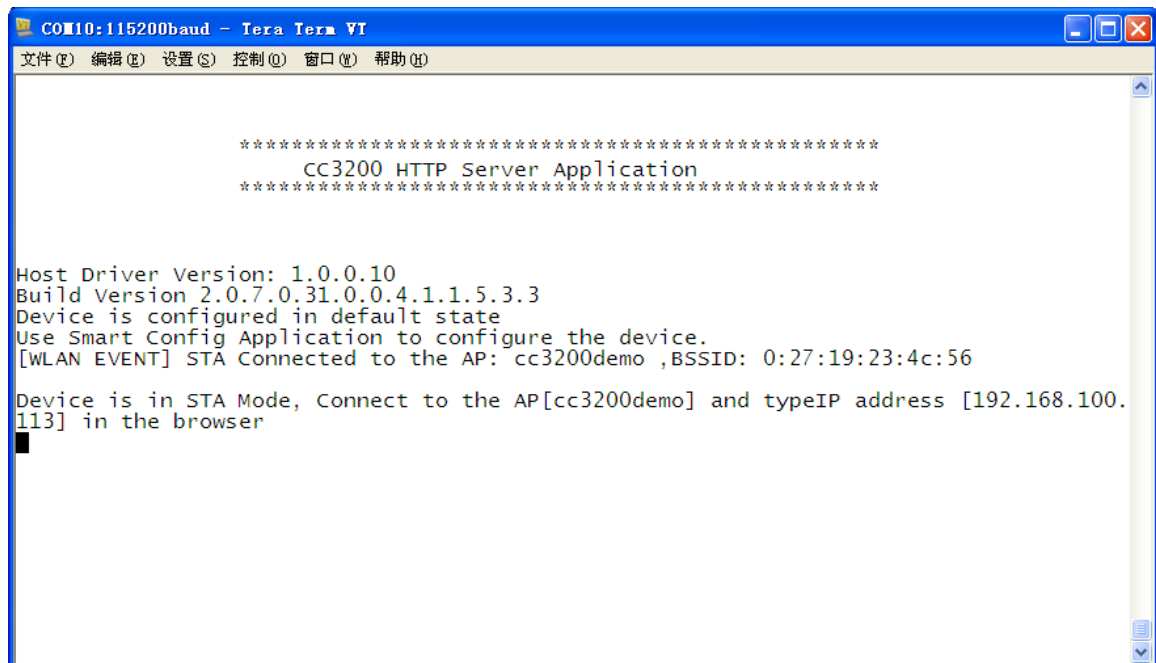 COM10:115200baud - Tera Term VT
文件(F) 编辑(E) 设置(S) 控制(O) 窗口(W) 帮助(H)
*************************************************
CC3200 HTTP Server Application
*************************************************
Host Driver Version: 1.0.0.10
Build Version 2.0.7.0.31.0.0.4.1.1.5.3.3
Device is configured in default state
Use Smart Config Application to configure the device.
[WLAN EVENT] STA Connected to the AP: cc3200demo ,BSSID: 0:27:19:23:4c:56
Device is in STA Mode, Connect to the AP[cc3200demo] and typeIP address [192.168.100.
113] in the browser